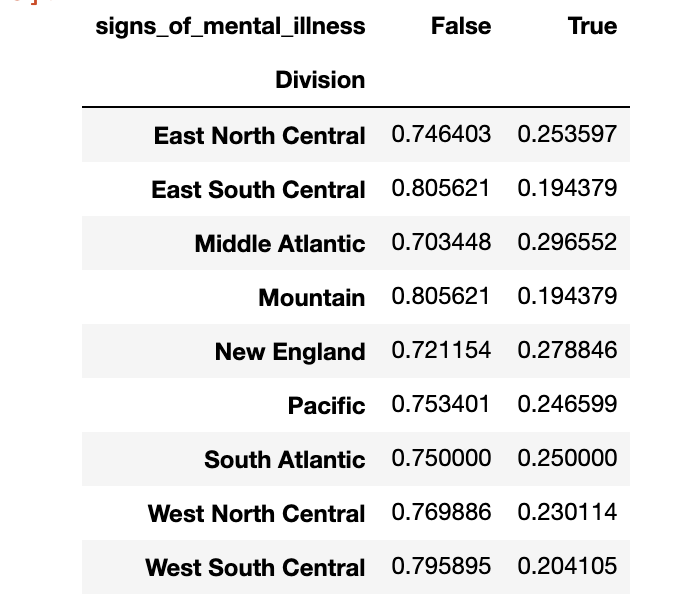 signs_of_mental_illness False True
Division
East North Central 0.746403 0.253597
East South Central 0.805621 0.194379
Middle Atlantic 0.703448 0.296552
Mountain 0.805621 0.194379
New England 0.721154 0.278846
Pacific 0.753401 0.246599
South Atlantic 0.750000 0.250000
West North Central 0.769886 0.230114
West South Central 0.795895 0.204105